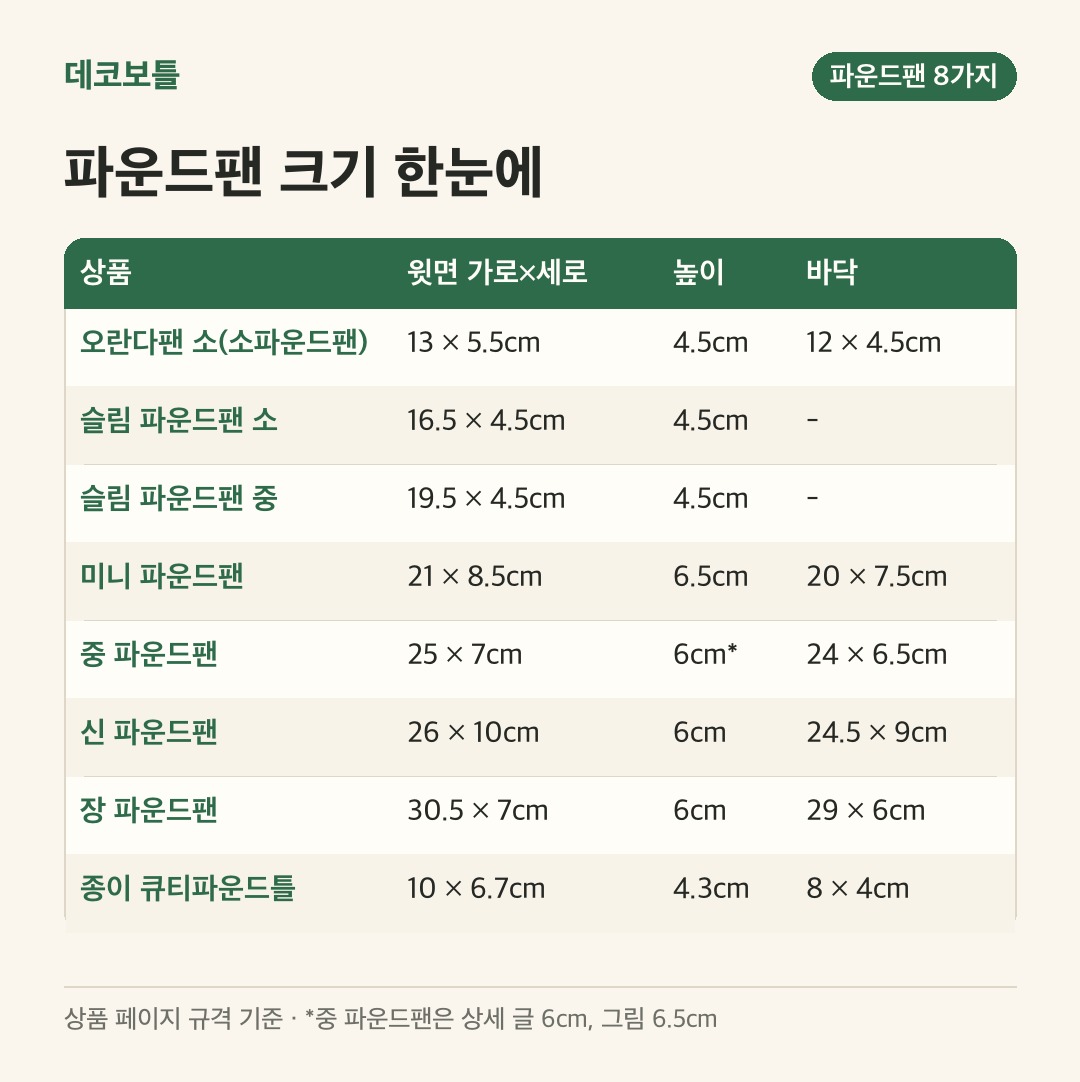 데코보틀
파운드팬 8가지
파운드팬 크기 한눈에
상품 윗면 가로×세로 높이 바닥
오란다팬 소(소파운드팬) 13 × 5.5cm 4.5cm 12 × 4.5cm
슬림 파운드팬 소 16.5 × 4.5cm 4.5cm -
슬림 파운드팬 중 19.5 × 4.5cm 4.5cm -
미니 파운드팬 21 × 8.5cm 6.5cm 20 × 7.5cm
중 파운드팬 25 × 7cm 6cm* 24 × 6.5cm
신 파운드팬 26 × 10cm 6cm 24.5 × 9cm
장 파운드팬 30.5 × 7cm 6cm 29 × 6cm
종이 큐티파운드틀 10 × 6.7cm 4.3cm 8 × 4cm
상품 페이지 규격 기준 · *중 파운드팬은 상세 글 6cm, 그림 6.5cm